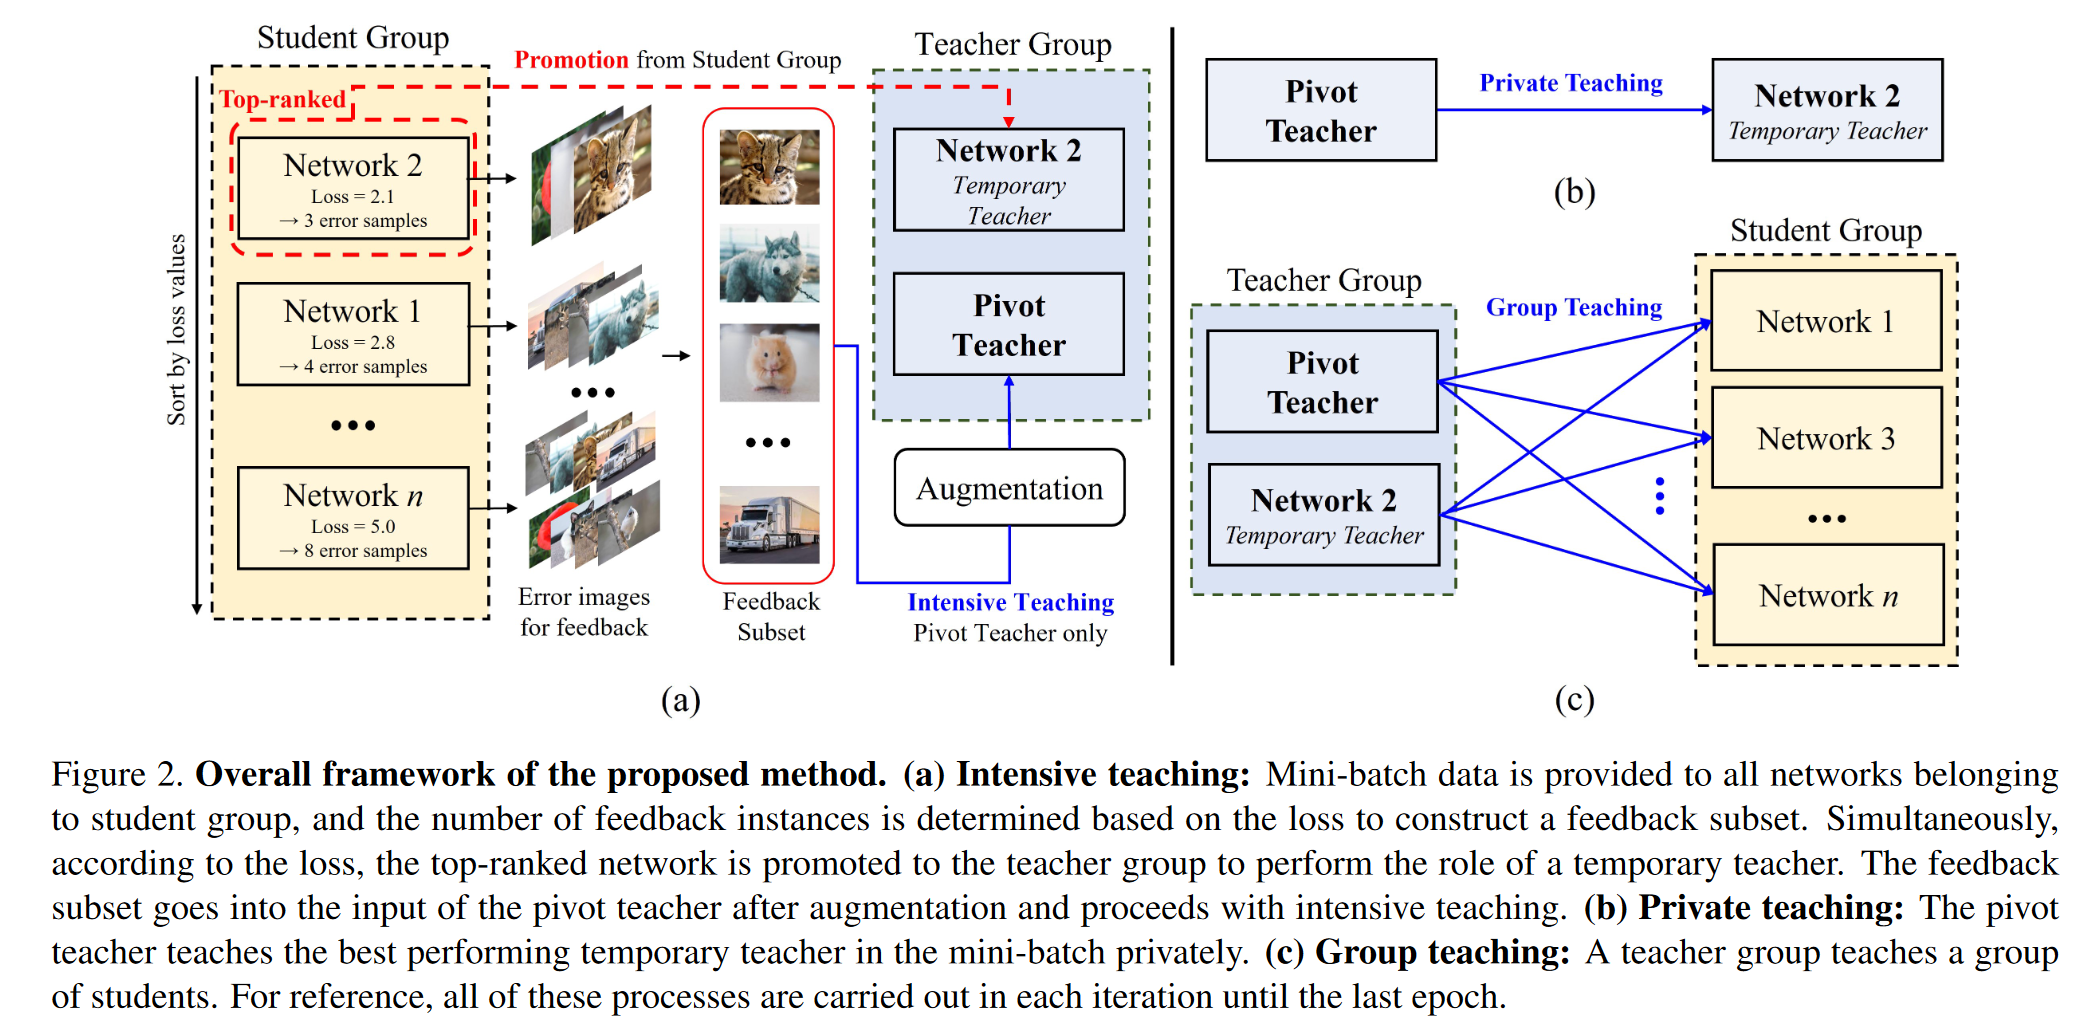 Student Group
Top-ranked
Network 2
Loss = 2.1
→ 3 error samples
Network 1
Loss = 2.8
→ 4 error samples
•••
Network n
Loss = 5.0
→ 8 error samples
Sort by loss values
Promotion from Student Group
•••
Error images
for feedback
•••
Feedback
Subset
Teacher Group
Network 2
Temporary
Teacher
Pivot
Teacher
Augmentation
Intensive Teaching
Pivot Teacher only
(a)
Pivot
Teacher
Private Teaching
Network 2
Temporary Teacher
(b)
Teacher Group
Pivot
Teacher
Network 2
Temporary Teacher
Group Teaching
Student Group
Network 1
Network 3
•••
Network n
(c)
Figure 2. Overall framework of the proposed method. (a) Intensive teaching: Mini-batch data is provided to all networks belonging
to student group, and the number of feedback instances is determined based on the loss to construct a feedback subset. Simultaneously,
according to the loss, the top-ranked network is promoted to the teacher group to perform the role of a temporary teacher. The feedback
subset goes into the input of the pivot teacher after augmentation and proceeds with intensive teaching. (b) Private teaching: The pivot
teacher teaches the best performing temporary teacher in the mini-batch privately. (c) Group teaching: A teacher group teaches a group
of students. For reference, all of these processes are carried out in each iteration until the last epoch.